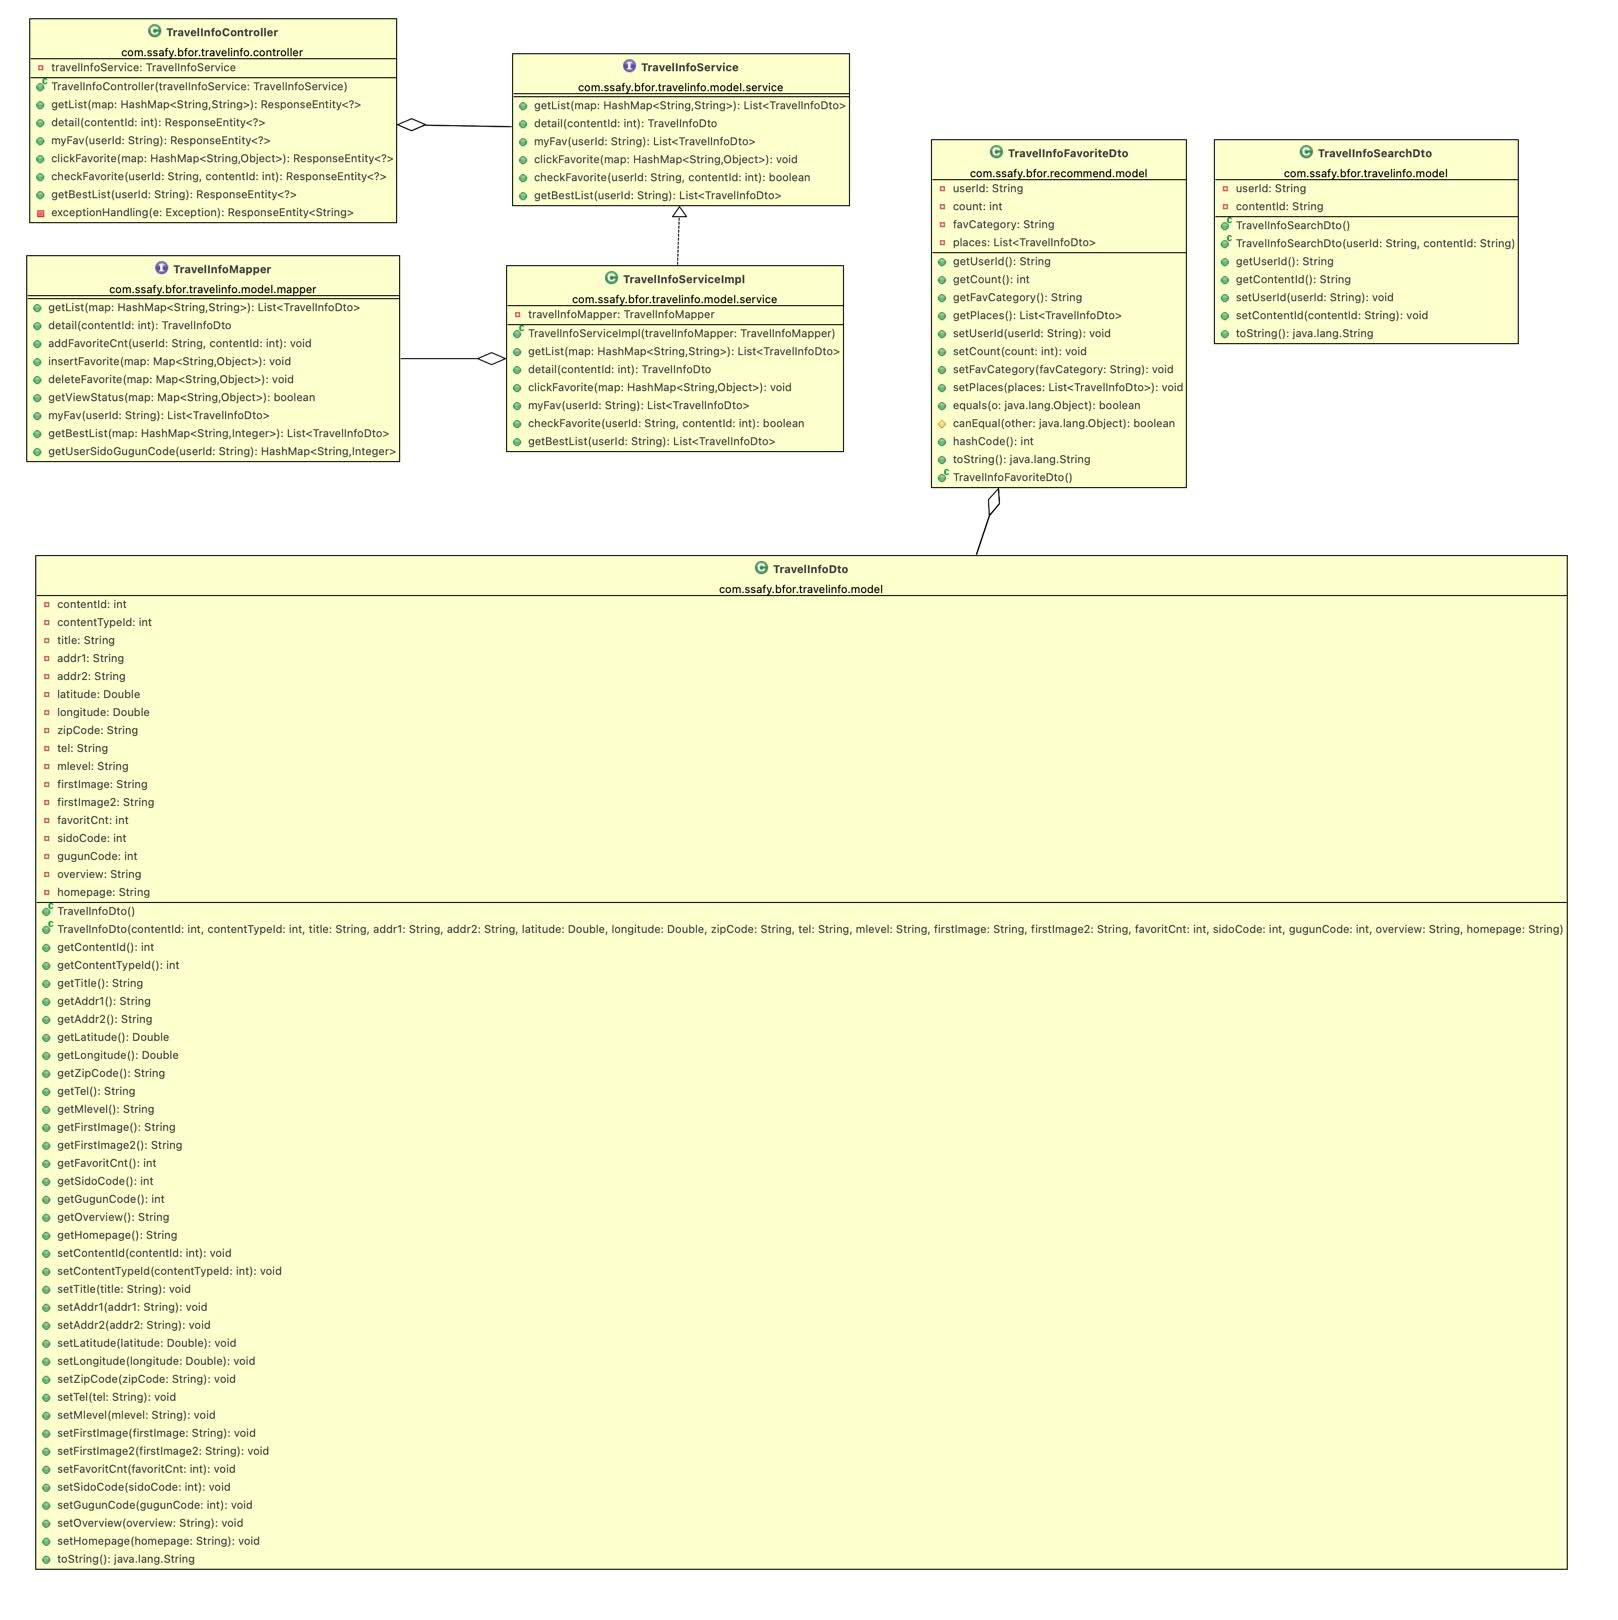 TravelInfoController
com.ssafy.bfor.travelinfo.controller
travelInfoService: TravelInfoService
TravelInfoController(travelInfoService: TravelInfoService)
getList(map: HashMap<String,String>): ResponseEntity<?>
detail(contentId: int): ResponseEntity<?>
myFav(userId: String): ResponseEntity<?>
clickFavorite(map: HashMap<String,Object>): ResponseEntity<?>
checkFavorite(userId: String, contentId: int): ResponseEntity<?>
getBestList(userId: String): ResponseEntity<?>
exceptionHandling(e: Exception): ResponseEntity<String>
TravelInfoService
com.ssafy.bfor.travelinfo.model.service
getList(map: HashMap<String,String>): List<TravelInfoDto>
detail(contentId: int): TravelInfoDto
myFav(userId: String): List<TravelInfoDto>
clickFavorite(map: HashMap<String,Object>): void
checkFavorite(userId: String, contentId: int): boolean
getBestList(userId: String): List<TravelInfoDto>
TravelInfoFavoriteDto
com.ssafy.bfor.recommend.model
userId: String
count: int
favCategory: String
places: List<TravelInfoDto>
getUserId(): String
getCount(): int
getFavCategory(): String
getPlaces(): List<TravelInfoDto>
setUserId(userId: String): void
setCount(count: int): void
setFavCategory(favCategory: String): void
setPlaces(places: List<TravelInfoDto>): void
equals(o: java.lang.Object): boolean
canEqual(other: java.lang.Object): boolean
hashCode(): int
toString(): java.lang.String
TravelInfoFavoriteDto()
TravelInfoSearchDto
com.ssafy.bfor.travelinfo.model
userId: String
contentId: String
TravelInfoSearchDto()
TravelInfoSearchDto(userId: String, contentId: String)
getUserId(): String
getContentId(): String
setUserId(userId: String): void
setContentId(contentId: String): void
toString(): java.lang.String
TravelInfoMapper
com.ssafy.bfor.travelinfo.model.mapper
getList(map: HashMap<String,String>): List<TravelInfoDto>
detail(contentId: int): TravelInfoDto
addFavoriteCnt(userId: String, contentId: int): void
insertFavorite(map: Map<String,Object>): void
deleteFavorite(map: Map<String,Object>): void
getViewStatus(map: Map<String,Object>): boolean
myFav(userId: String): List<TravelInfoDto>
getBestList(map: HashMap<String,Integer>): List<TravelInfoDto>
getUserSidoGugunCode(userId: String): HashMap<String,Integer>
TravelInfoServiceImpl
com.ssafy.bfor.travelinfo.model.service
travelInfoMapper: TravelInfoMapper
TravelInfoServiceImpl(travelInfoMapper: TravelInfoMapper)
getList(map: HashMap<String,String>): List<TravelInfoDto>
detail(contentId: int): TravelInfoDto
clickFavorite(map: HashMap<String,Object>): void
myFav(userId: String): List<TravelInfoDto>
checkFavorite(userId: String, contentId: int): boolean
getBestList(userId: String): List<TravelInfoDto>
TravelInfoDto
com.ssafy.bfor.travelinfo.model
contentId: int
contentTypeId: int
title: String
addr1: String
addr2: String
latitude: Double
longitude: Double
zipCode: String
tel: String
mlevel: String
firstImage: String
firstImage2: String
favoritCnt: int
sidoCode: int
gugunCode: int
overview: String
homepage: String
TravelInfoDto()
TravelInfoDto(contentId: int, contentTypeId: int, title: String, addr1: String, addr2: String, latitude: Double, longitude: Double, zipCode: String, tel: String, mlevel: String, firstImage: String, firstImage2: String, favoritCnt: int, sidoCode: int, gugunCode: int, overview: String, homepage: String)
getContentId(): int
getContentTypeId(): int
getTitle(): String
getAddr1(): String
getAddr2(): String
getLatitude(): Double
getLongitude(): Double
getZipCode(): String
getTel(): String
getMlevel(): String
getFirstImage(): String
getFirstImage2(): String
getFavoritCnt(): int
getSidoCode(): int
getGugunCode(): int
getOverview(): String
getHomepage(): String
setContentId(contentId: int): void
setContentTypeId(contentTypeId: int): void
setTitle(title: String): void
setAddr1(addr1: String): void
setAddr2(addr2: String): void
setLatitude(latitude: Double): void
setLongitude(longitude: Double): void
setZipCode(zipCode: String): void
setTel(tel: String): void
setMlevel(mlevel: String): void
setFirstImage(firstImage: String): void
setFirstImage2(firstImage2: String): void
setFavoritCnt(favoritCnt: int): void
setSidoCode(sidoCode: int): void
setGugunCode(gugunCode: int): void
setOverview(overview: String): void
setHomepage(homepage: String): void
toString(): java.lang.String